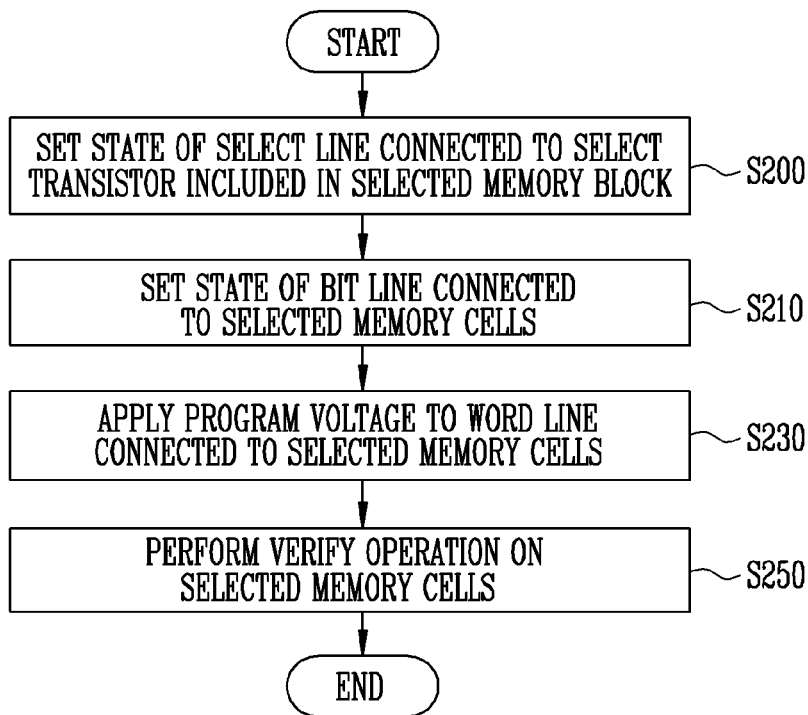 START
SET STATE OF SELECT LINE CONNECTED TO SELECT
TRANSISTOR INCLUDED IN SELECTED MEMORY BLOCK
S200
SET STATE OF BIT LINE CONNECTED
TO SELECTED MEMORY CELLS
S210
APPLY PROGRAM VOLTAGE TO WORD LINE
CONNECTED TO SELECTED MEMORY CELLS
S230
PERFORM VERIFY OPERATION ON
SELECTED MEMORY CELLS
S250
END